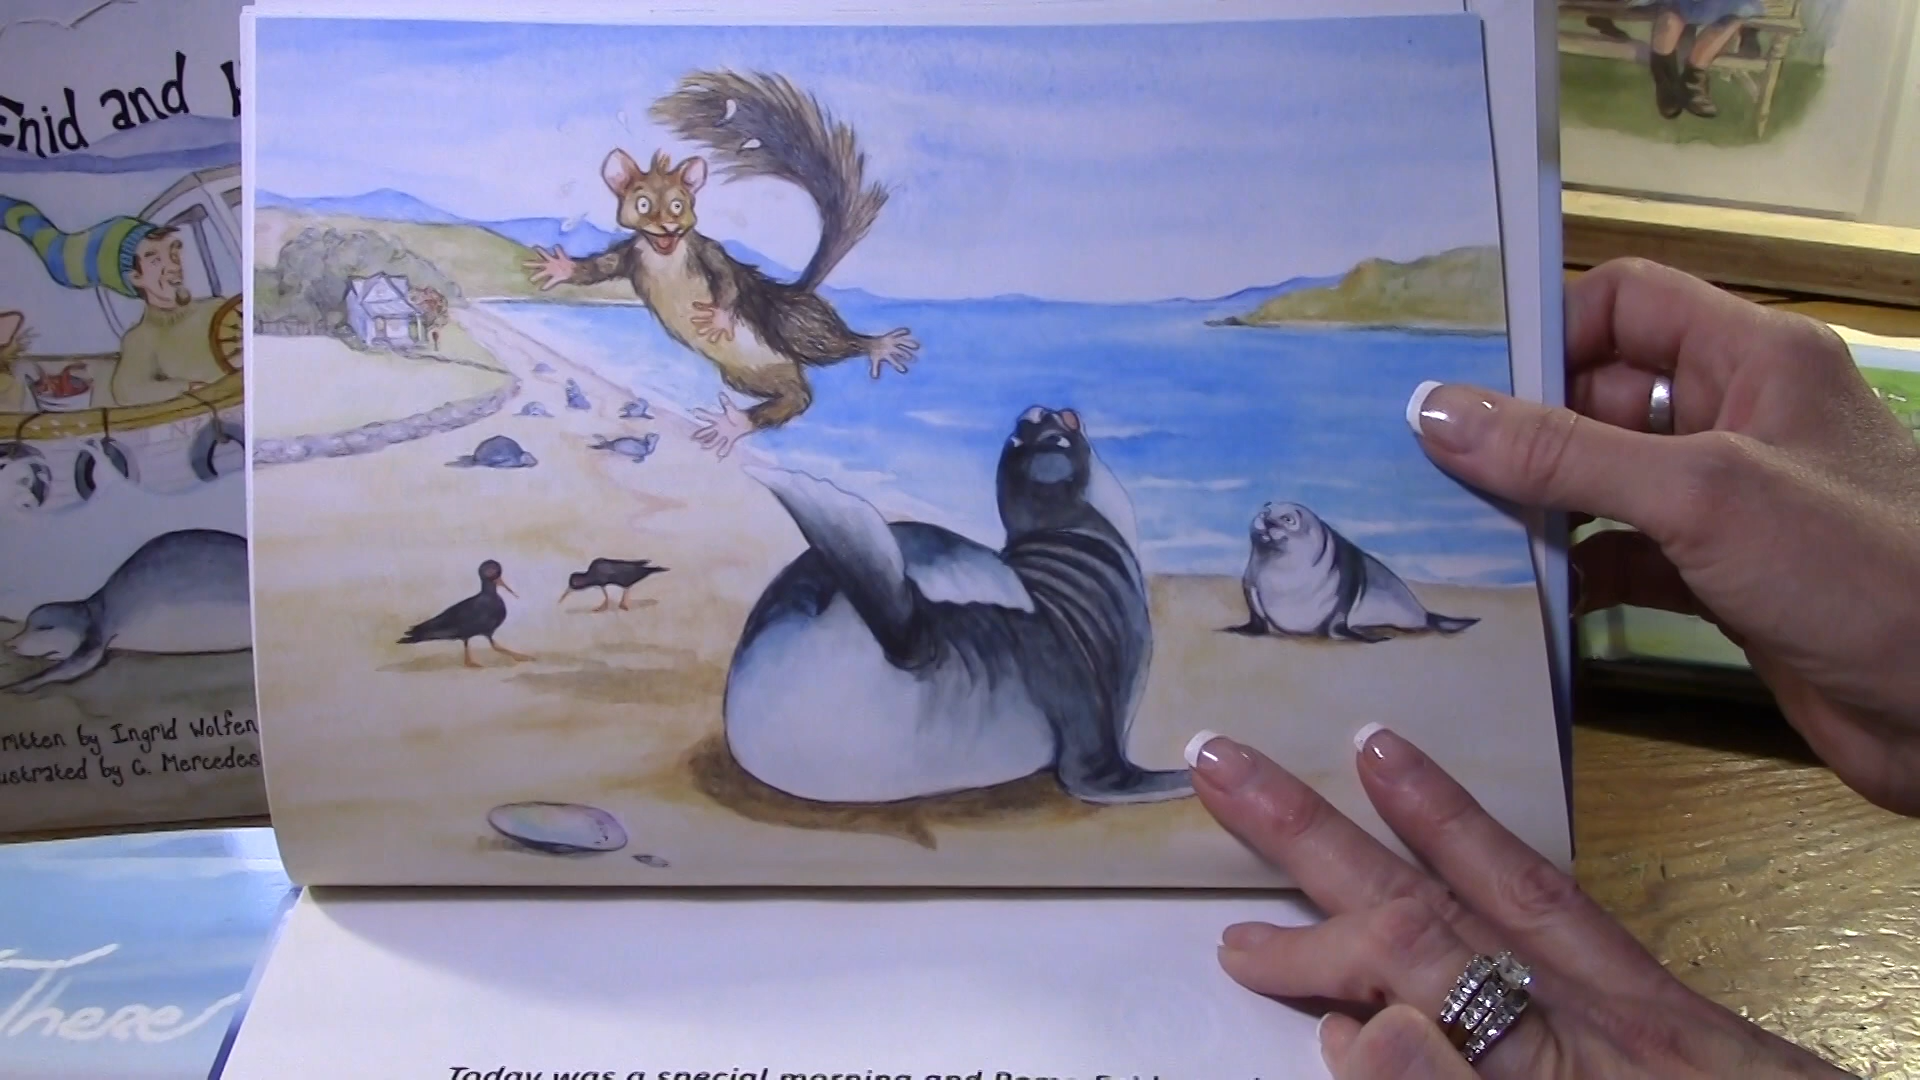 Enid and
ritten by Ingrid Wolfen
ustrated by G. Mercedes
There
Today was a special morning and